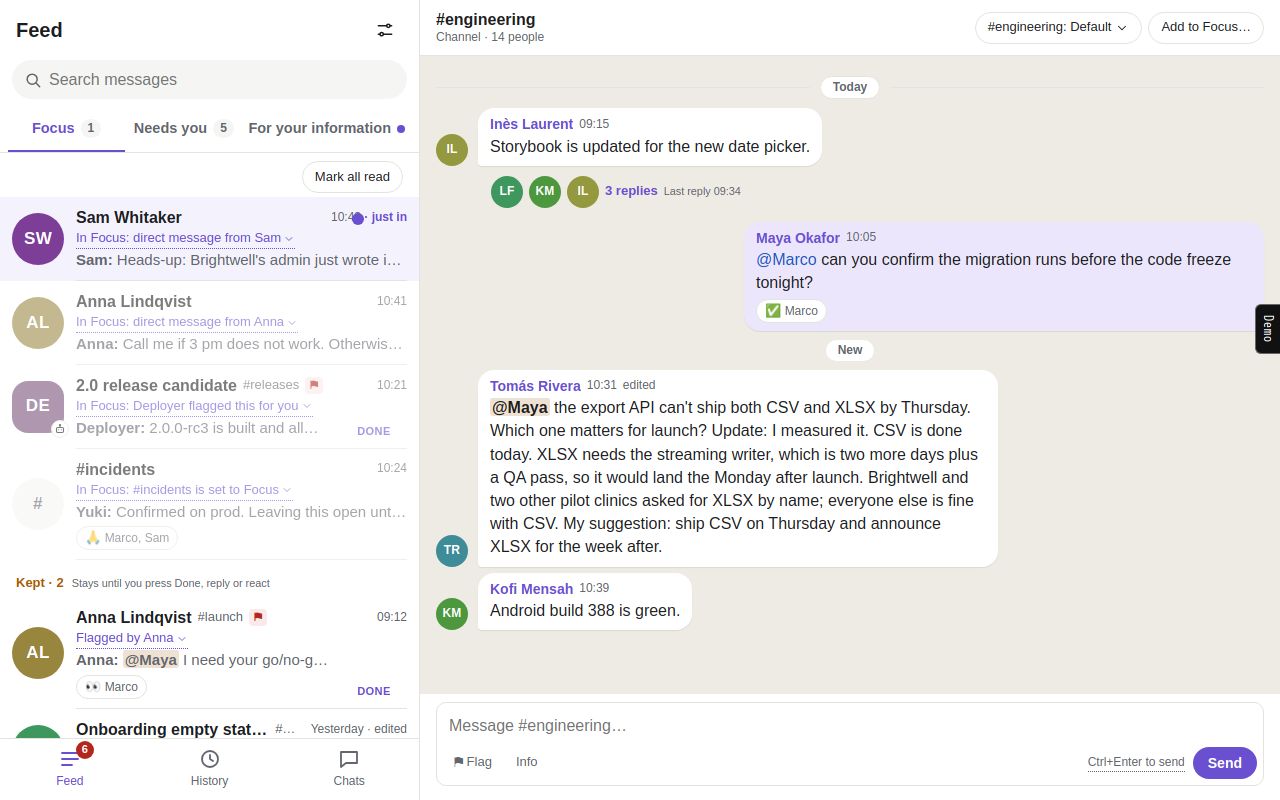 Feed
Search messages
Focus 1
Needs you 5
For your information
Mark all read
SW
Sam Whitaker
· just in
In Focus: direct message from Sam
Sam: Heads-up: Brightwell's admin just wrote i…
AL
Anna Lindqvist 10:41
In Focus: direct message from Anna
Anna: Call me if 3 pm does not work. Otherwis…
DE
2.0 release candidate #releases 10:21
In Focus: Deployer flagged this for you
Deployer: 2.0.0-rc3 is built and all…
DONE
#
#incidents 10:24
In Focus: #incidents is set to Focus
Yuki: Confirmed on prod. Leaving this open unt…
🙏 Marco, Sam
Kept · 2 Stays until you press Done, reply or react
AL
Anna Lindqvist #launch 09:12
Flagged by Anna
Anna: @Maya I need your go/no-g…
👀 Marco
DONE
Onboarding empty stat… #… Yesterday · edited
6
Feed
History
Chats
#engineering
Channel · 14 people
#engineering: Default
Add to Focus…
Today
IL
Inès Laurent 09:15
Storybook is updated for the new date picker.
LF KM IL 3 replies Last reply 09:34
Maya Okafor 10:05
@Marco can you confirm the migration runs before the code freeze
tonight?
✅ Marco
New
TR
Tomás Rivera 10:31 edited
@Maya the export API can't ship both CSV and XLSX by Thursday.
Which one matters for launch? Update: I measured it. CSV is done
today. XLSX needs the streaming writer, which is two more days plus
a QA pass, so it would land the Monday after launch. Brightwell and
two other pilot clinics asked for XLSX by name; everyone else is fine
with CSV. My suggestion: ship CSV on Thursday and announce
XLSX for the week after.
KM
Kofi Mensah 10:39
Android build 388 is green.
Message #engineering…
Flag
Info
Ctrl+Enter to send
Send
Demo